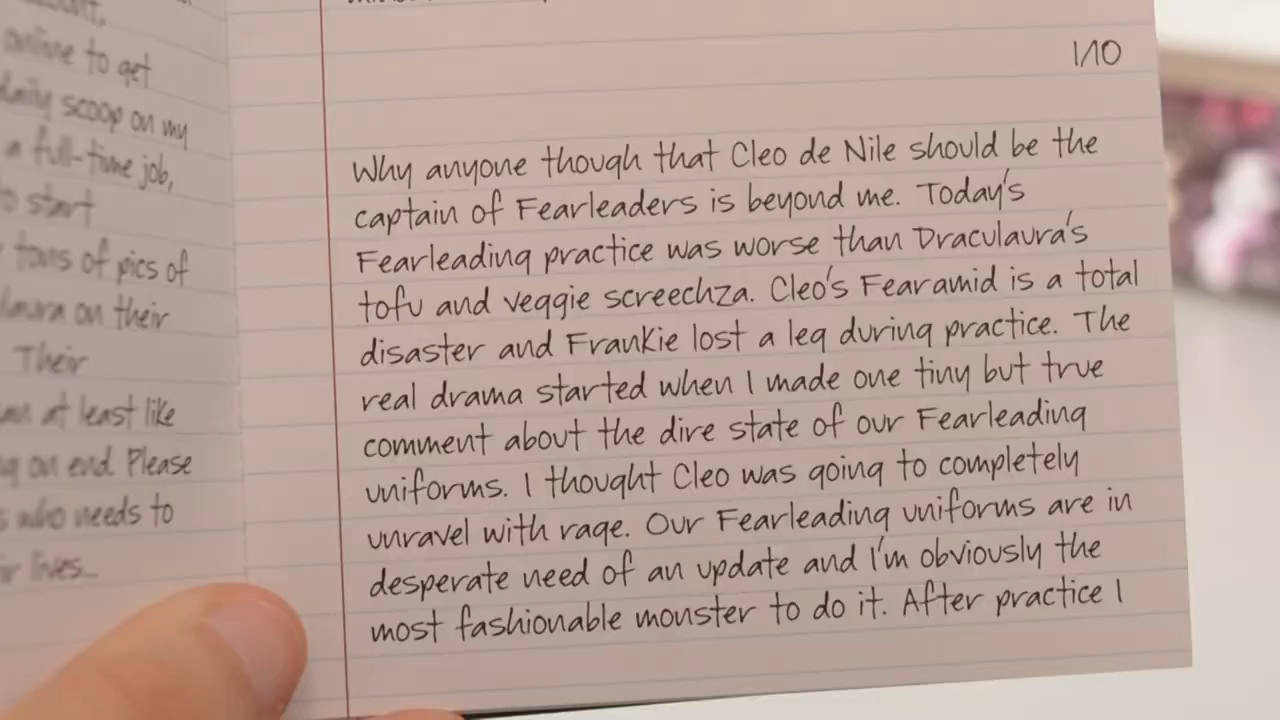 online to get
daily scoop on my
a full-time job,
to start
tons of pics of
on their
Their
at least like
on end. Please
who needs to
lives...
1/10
Why anyone though that Cleo de Nile should be the
captain of Fearleaders is beyond me. Today's
Fearleading practice was worse than Draculaura's
tofu and veggie screechza. Cleo's Fearamid is a total
disaster and Frankie lost a leg during practice. The
real drama started when I made one tiny but true
comment about the dire state of our Fearleading
uniforms. I thought Cleo was going to completely
unravel with rage. Our Fearleading uniforms are in
desperate need of an update and I'm obviously the
most fashionable monster to do it. After practice I